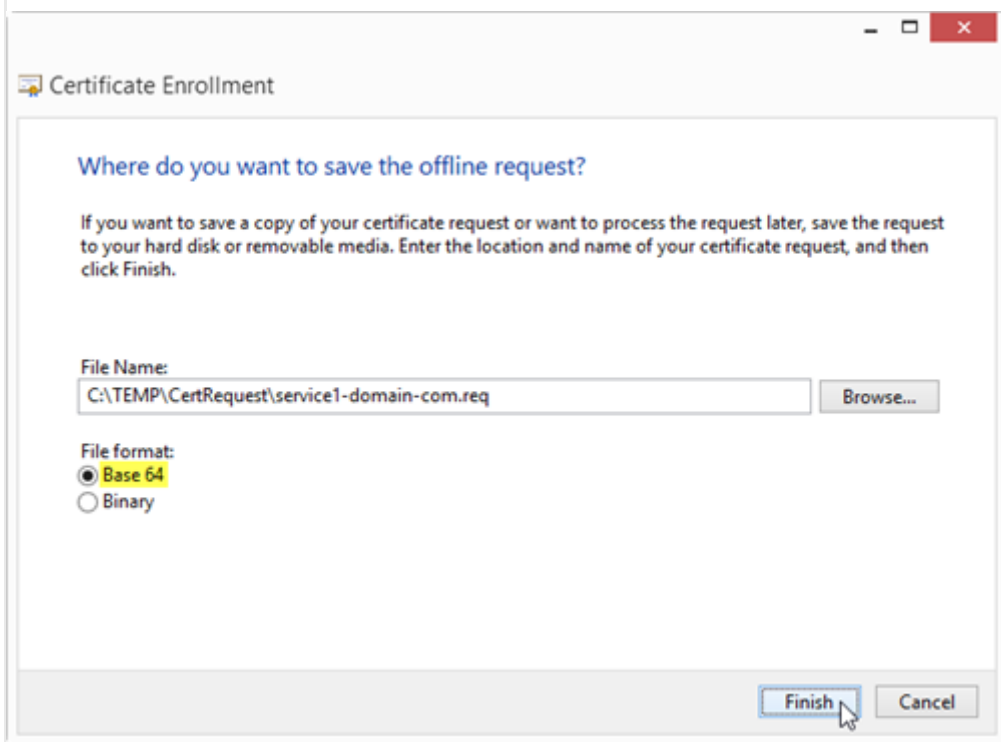 Certificate Enrollment
Where do you want to save the offline request?
If you want to save a copy of your certificate request or want to process the request later, save the request
to your hard disk or removable media. Enter the location and name of your certificate request, and then
click Finish.
File Name:
C:\TEMP\CertRequest\service1-domain-com.req
Browse...
File format:
Base 64
Binary
Finish
Cancel